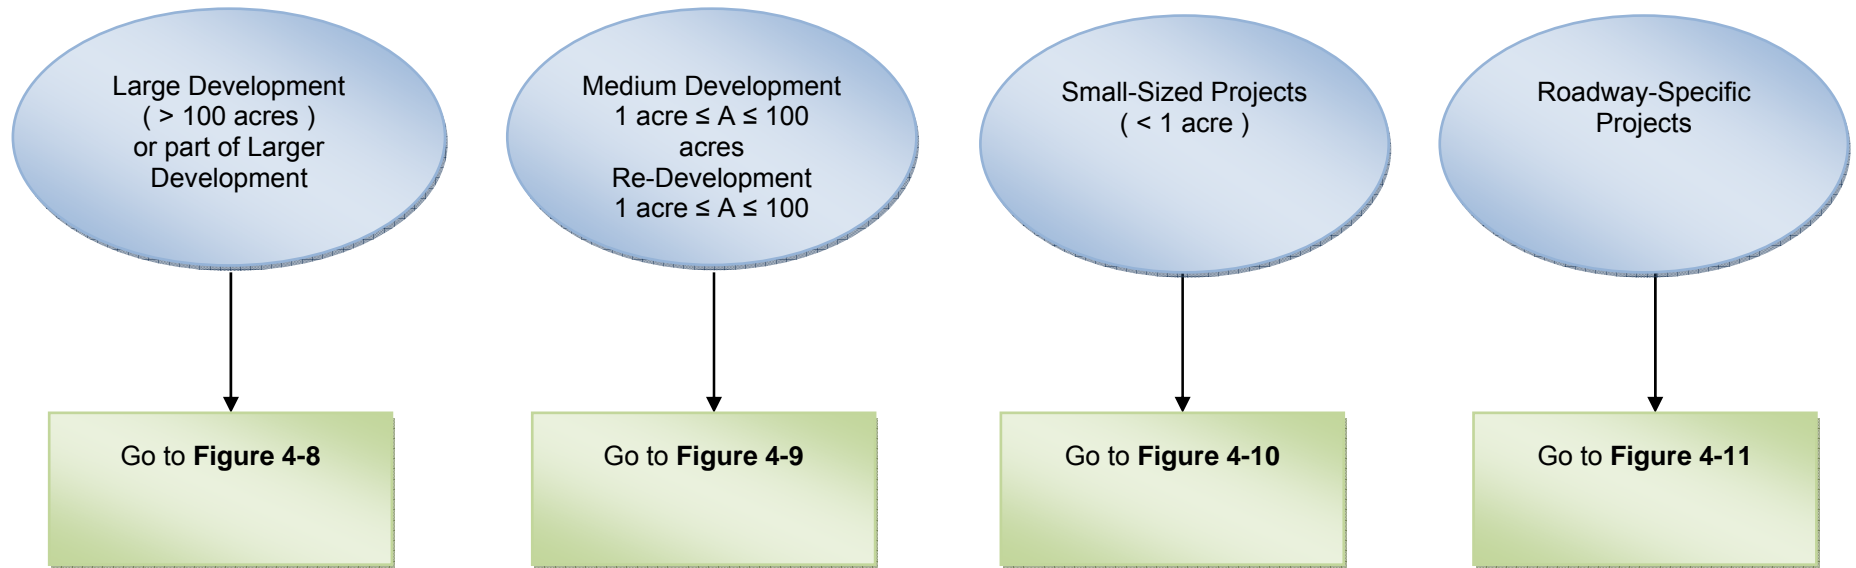 Large Development
( > 100 acres )
or part of Larger
Development
Medium Development
1 acre ≤ A ≤ 100
acres
Re-Development
1 acre ≤ A ≤ 100
Small-Sized Projects
( < 1 acre )
Roadway-Specific
Projects
Go to Figure 4-8
Go to Figure 4-9
Go to Figure 4-10
Go to Figure 4-11